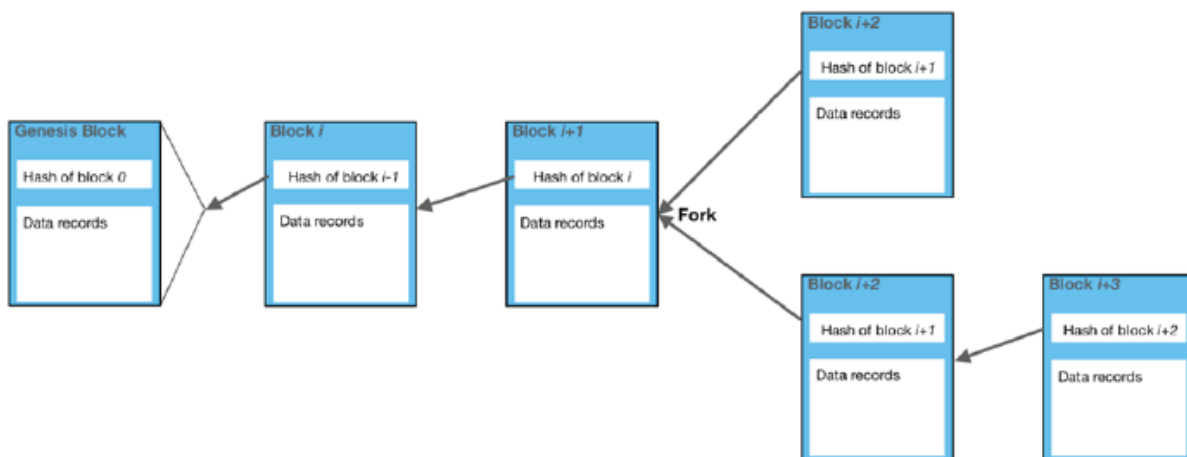 Block i+2
Hash of block i+1
Data records
Genesis Block
Hash of block 0
Data records
Block i
Hash of block i-1
Data records
Block i+1
Hash of block i
Data records
Fork
Block i+2
Hash of block i+1
Data records
Block i+3
Hash of block i+2
Data records